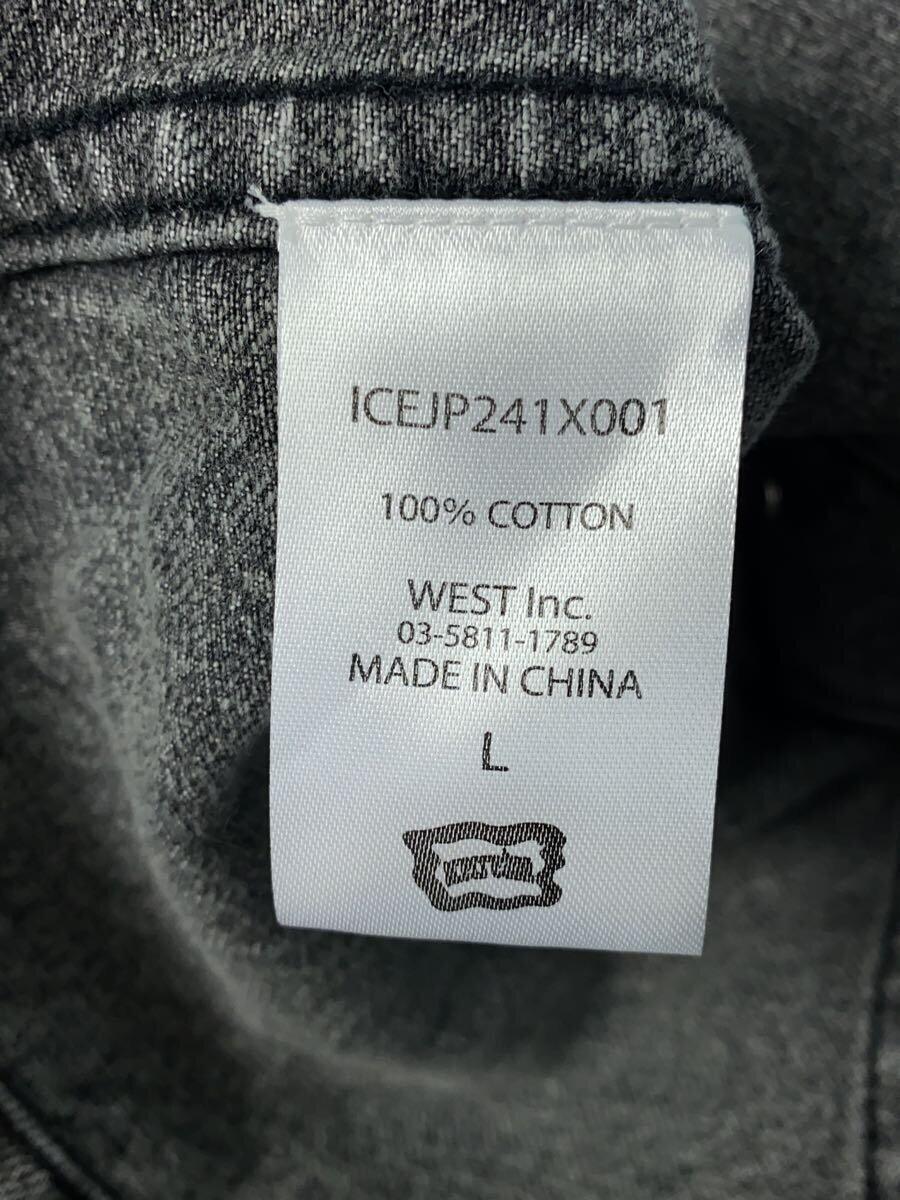 ICEJP241X001
100% COTTON
WEST Inc.
03-5811-1789
MADE IN CHINA
L